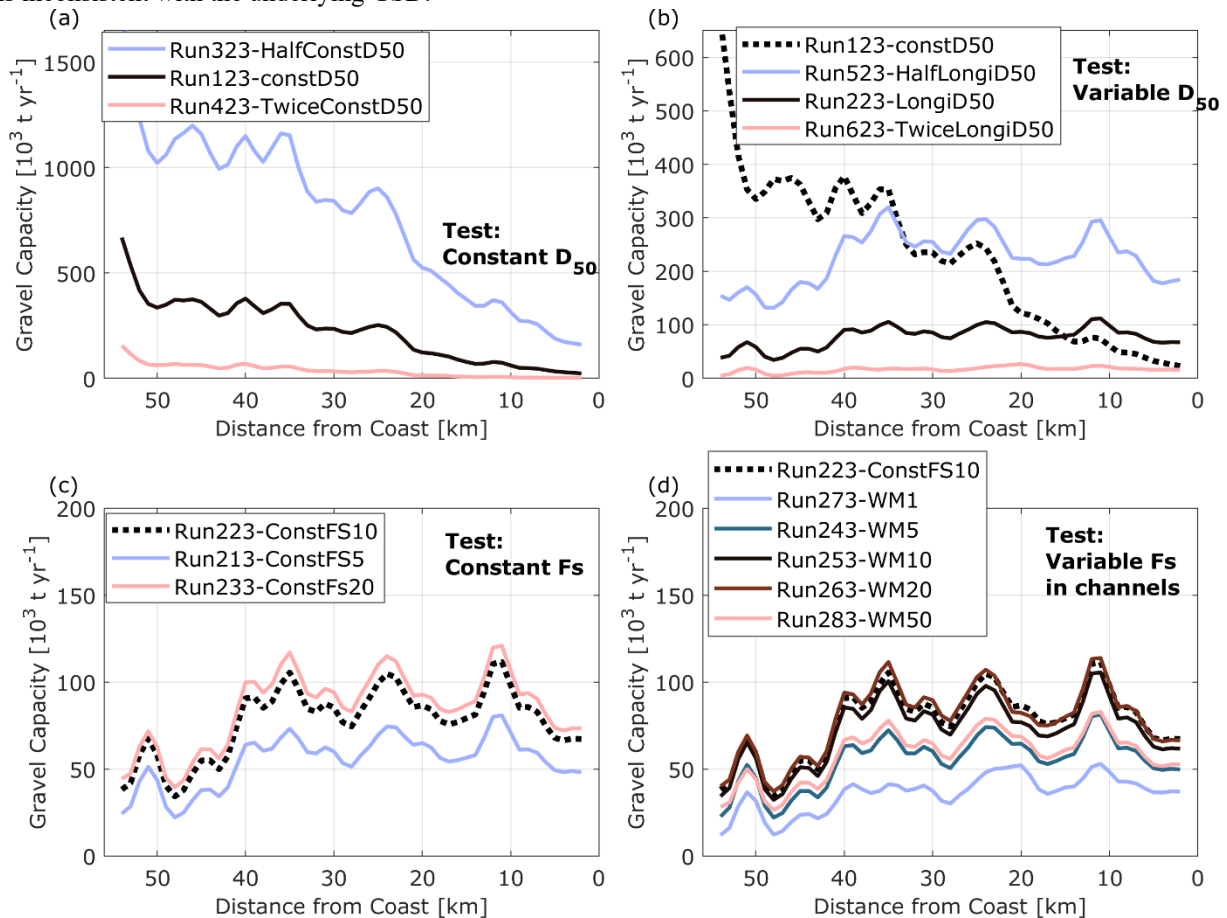 (a)
Gravel Capacity [10³ t yr⁻¹]
1500
1000
500
0
Run323-HalfConstD50
Run123-constD50
Run423-TwiceConstD50
Test:
Constant D₅₀
50 40 30 20 10 0
Distance from Coast [km]
(b)
Gravel Capacity [10³ t yr⁻¹]
600
500
400
300
200
100
0
Run123-constD50
Run523-HalfLongiD50
Run223-LongiD50
Run623-TwiceLongiD50
Test:
Variable D₅₀
50 40 30 20 10 0
Distance from Coast [km]
(c)
Gravel Capacity [10³ t yr⁻¹]
200
150
100
50
0
Run223-ConstFS10
Run213-ConstFS5
Run233-ConstFs20
Test:
Constant Fs
50 40 30 20 10 0
Distance from Coast [km]
(d)
Gravel Capacity [10³ t yr⁻¹]
200
150
100
50
0
Run223-ConstFS10
Run273-WM1
Run243-WM5
Run253-WM10
Run263-WM20
Run283-WM50
Test:
Variable Fs
in channels
50 40 30 20 10 0
Distance from Coast [km]